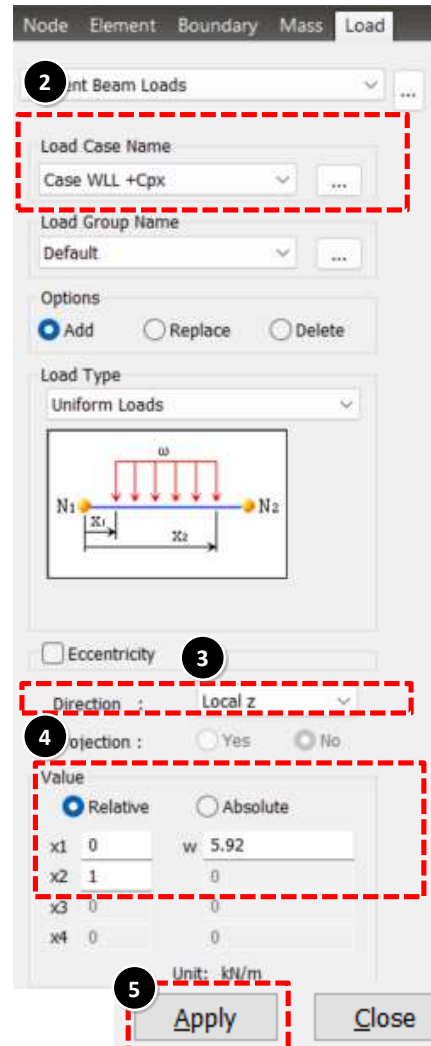 Node Element Boundary Mass Load
2 ent Beam Loads ...
Load Case Name
Case WLL +Cpx ...
Load Group Name
Default ...
Options
Add Replace Delete
Load Type
Uniform Loads
ω
N1 N2
X1
X2
Eccentricity 3
Direction : Local z
4 ojection : Yes No
Value
Relative Absolute
x1 0 w 5.92
x2 1 0
x3 0 0
x4 0 0
Unit: kN/m
5
Apply Close